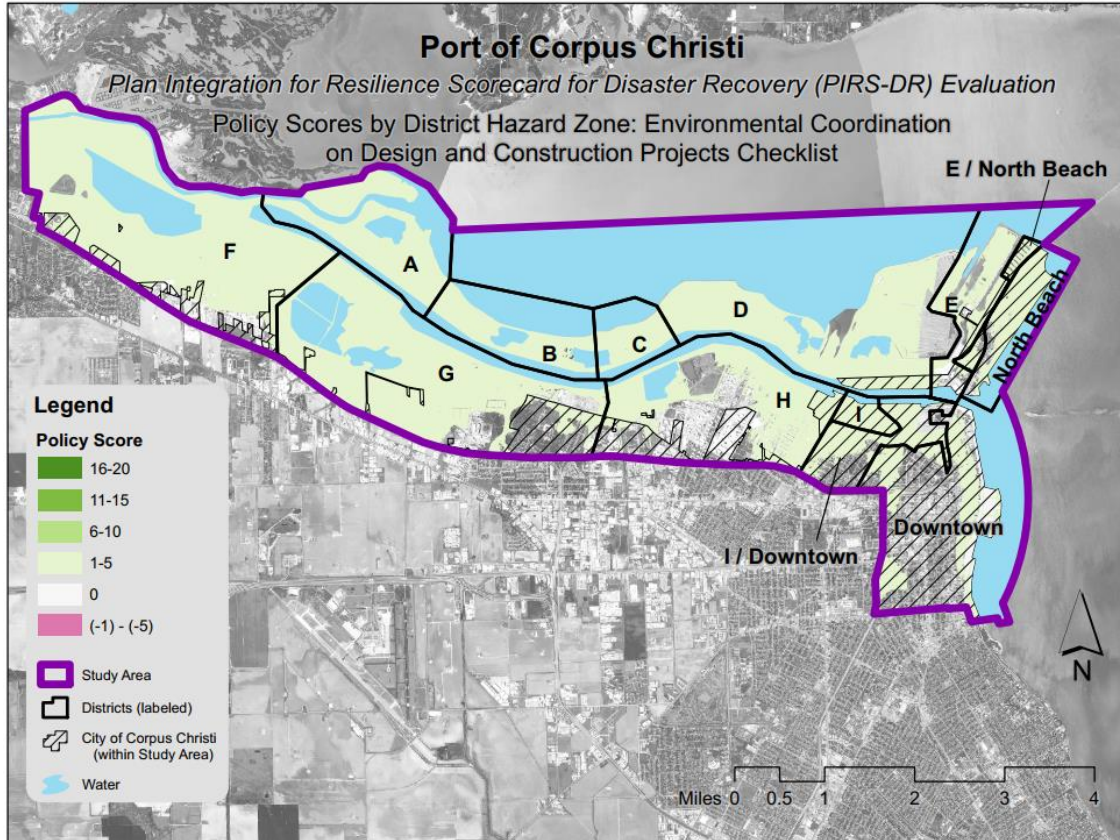 Port of Corpus Christi
Plan Integration for Resilience Scorecard for Disaster Recovery (PIRS-DR) Evaluation
Policy Scores by District Hazard Zone: Environmental Coordination
on Design and Construction Projects Checklist
E / North Beach
F
A
D
E
North Beach
B
C
G
H
I
Downtown
I / Downtown
Legend
Policy Score
16-20
11-15
6-10
1-5
0
(-1) - (-5)
Study Area
Districts (labeled)
City of Corpus Christi
(within Study Area)
Water
N
Miles 0 0.5 1 2 3 4